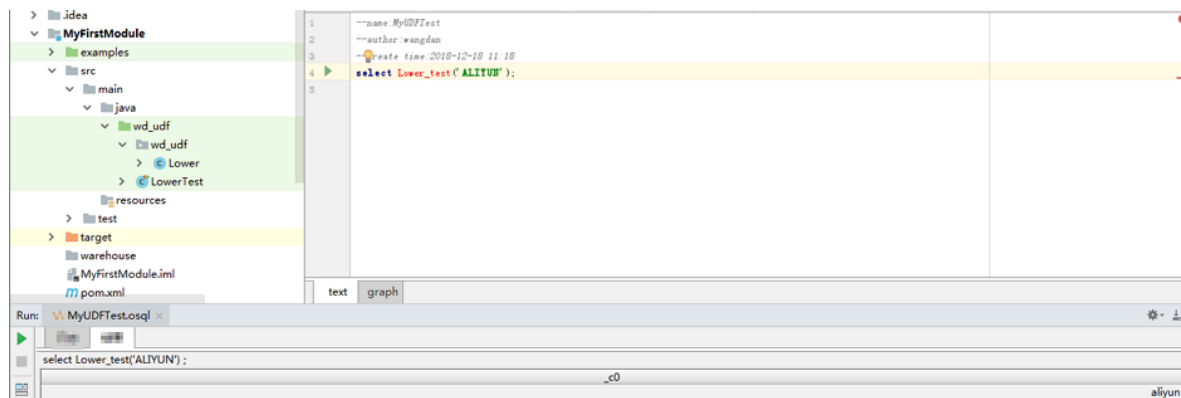 .idea
MyFirstModule
examples
src
main
java
wd_udf
wd_udf
Lower
LowerTest
resources
test
target
warehouse
MyFirstModule.iml
pom.xml
1 --name:MyUDFTest
2 --author:wangdan
3 --create time:2018-12-18 11:18
4 select Lower_test('ALIYUN');
5
text graph
Run: MyUDFTest.osql
select Lower_test('ALIYUN') ;
_c0
aliyun